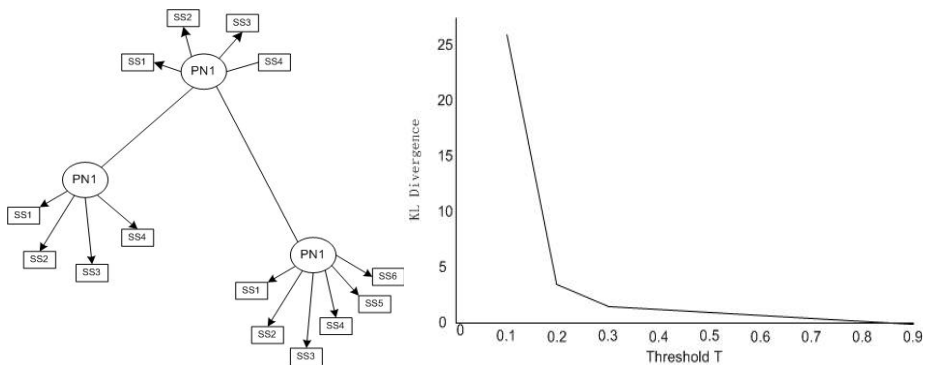 SS2
SS3
SS1
PN1
SS4
PN1
SS1
SS4
SS2
SS3
PN1
SS6
SS1
SS5
SS4
SS2
SS3
25
20
15
10
5
0
KL Divergence
0 0.1 0.2 0.3 0.4 0.5 0.6 0.7 0.8 0.9
Threshold T